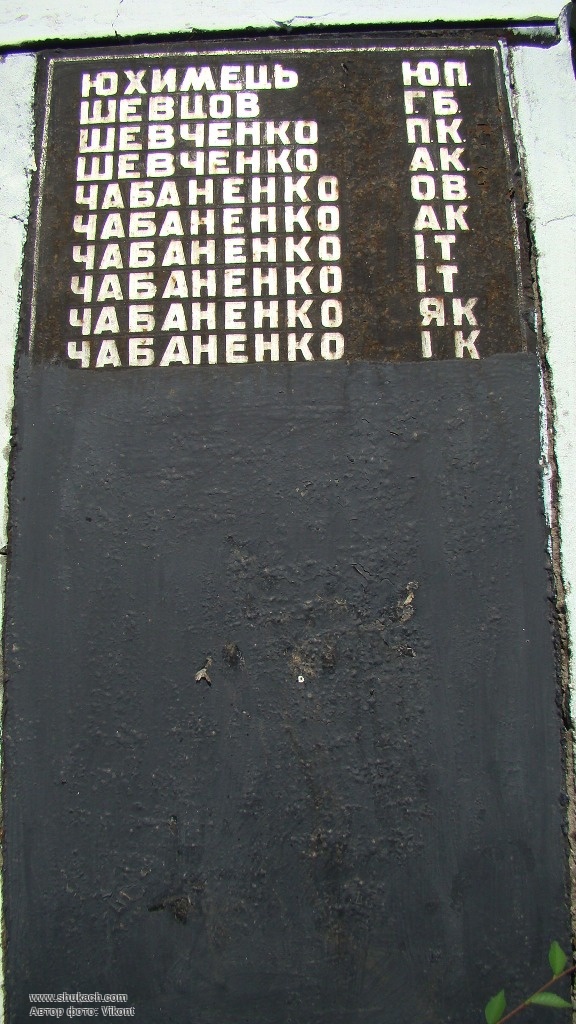 ЮХИМЕЦЬ Ю.П.
ШЕВЦОВ Г.Б.
ШЕВЧЕНКО П.К.
ШЕВЧЕНКО А.К.
ЧАБАНЕНКО О В
ЧАБАНЕНКО А К
ЧАБАНЕНКО І Т
ЧАБАНЕНКО І Т
ЧАБАНЕНКО Я К
ЧАБАНЕНКО І К
www.shukach.com
Автор фото: Vikont